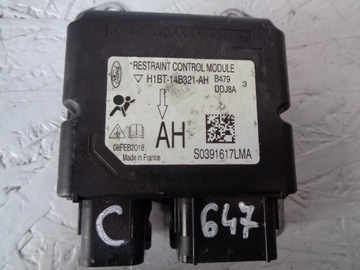 RESTRAINT CONTROL MODULE
H1BT-14B321-AH B479
DDJ8A 3
AH
08FEB2018
Made in France
S0391617LMA
C 647